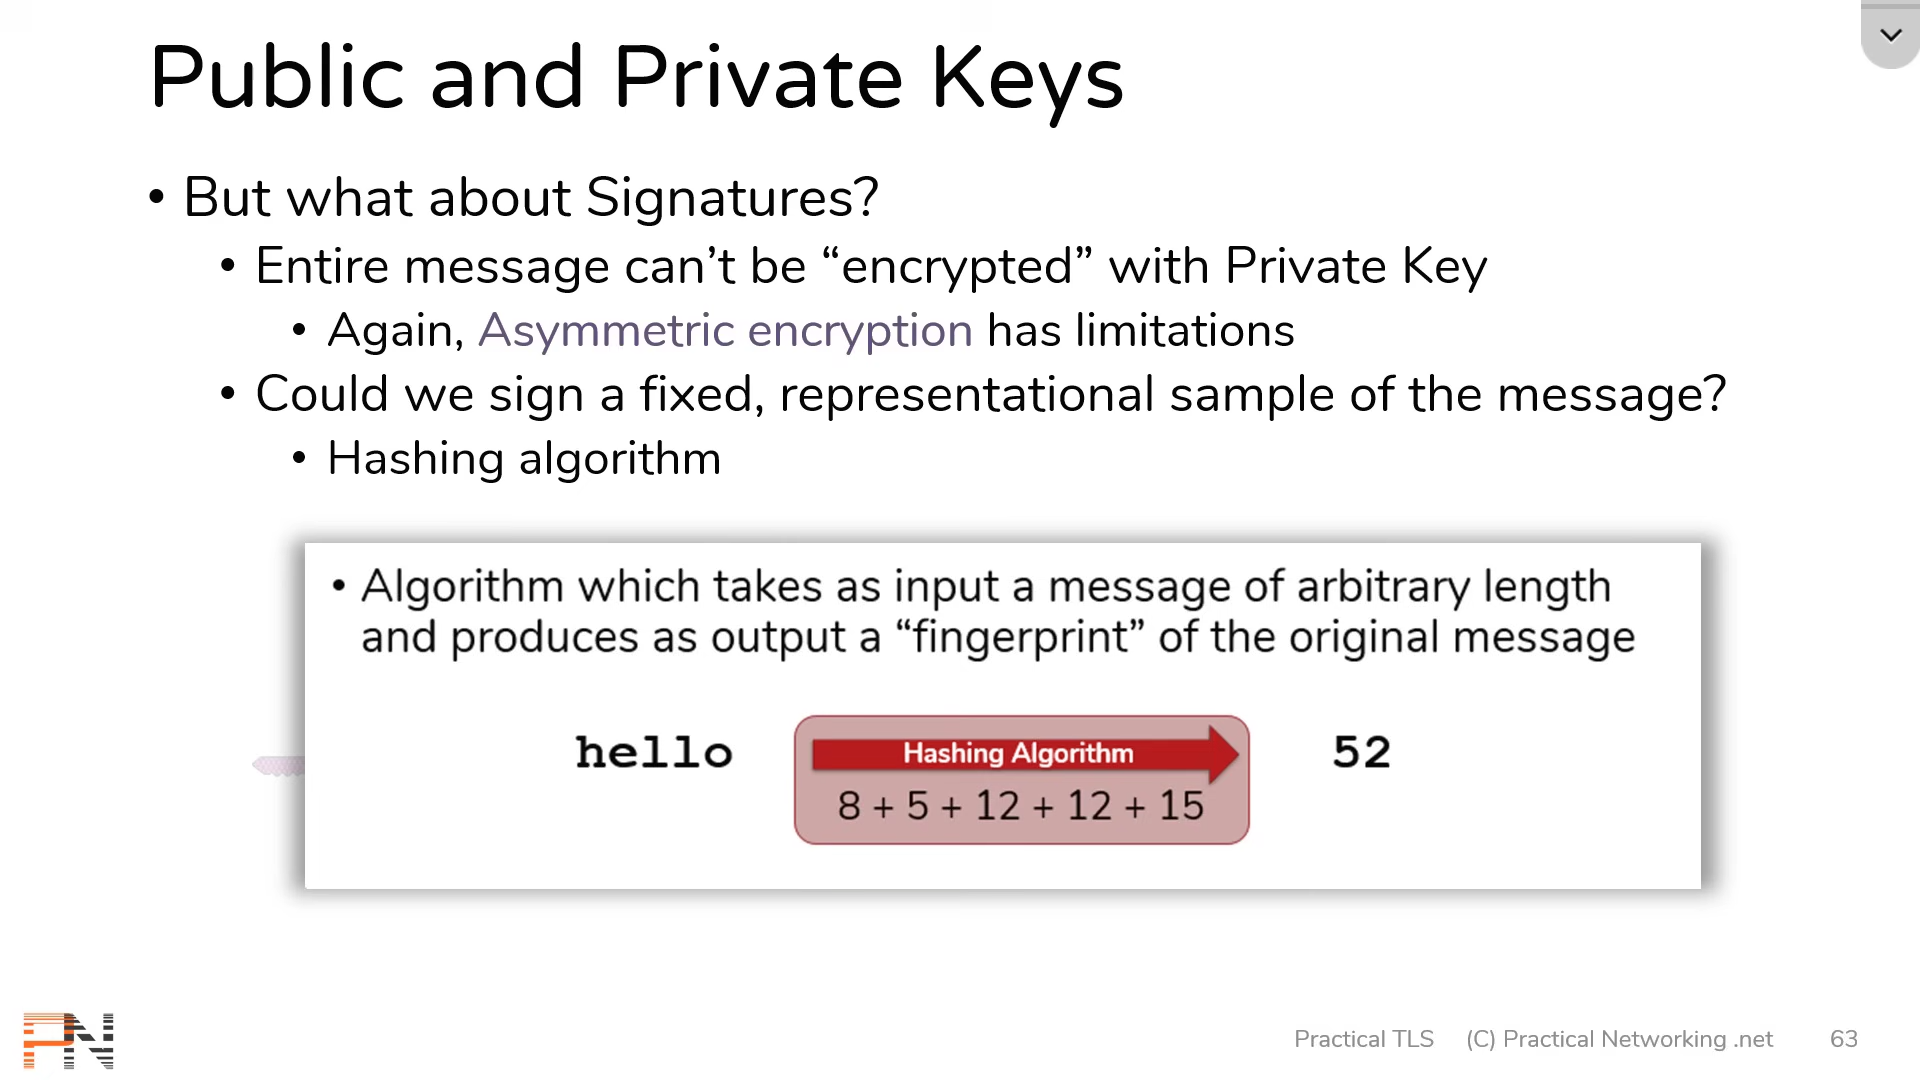 Public and Private Keys
• But what about Signatures?
• Entire message can’t be “encrypted” with Private Key
• Again, Asymmetric encryption has limitations
• Could we sign a fixed, representational sample of the message?
• Hashing algorithm
• Algorithm which takes as input a message of arbitrary length
and produces as output a “fingerprint” of the original message
hello
Hashing Algorithm
8 + 5 + 12 + 12 + 15
52
PN
Practical TLS (C) Practical Networking .net 63